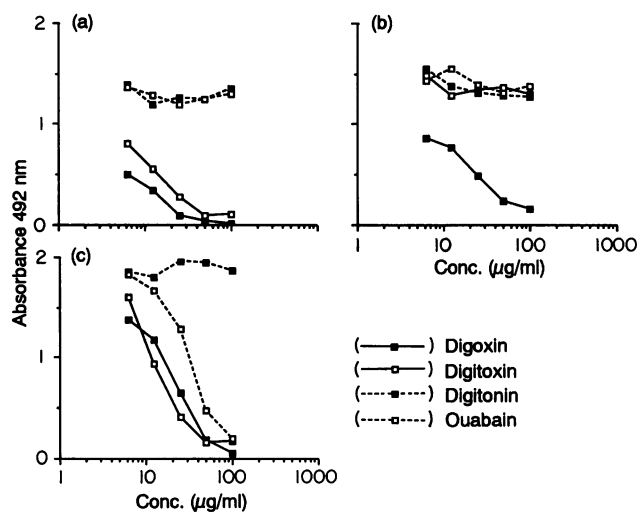 (a)
(b)
2
1
0
1
10
100
1000
Conc. (μg/ml)
Absorbance 492 nm
(c)
2
1
0
1
10
100
1000
Conc. (μg/ml)
( ) Digoxin
( ) Digitoxin
( ) Digitonin
( ) Ouabain